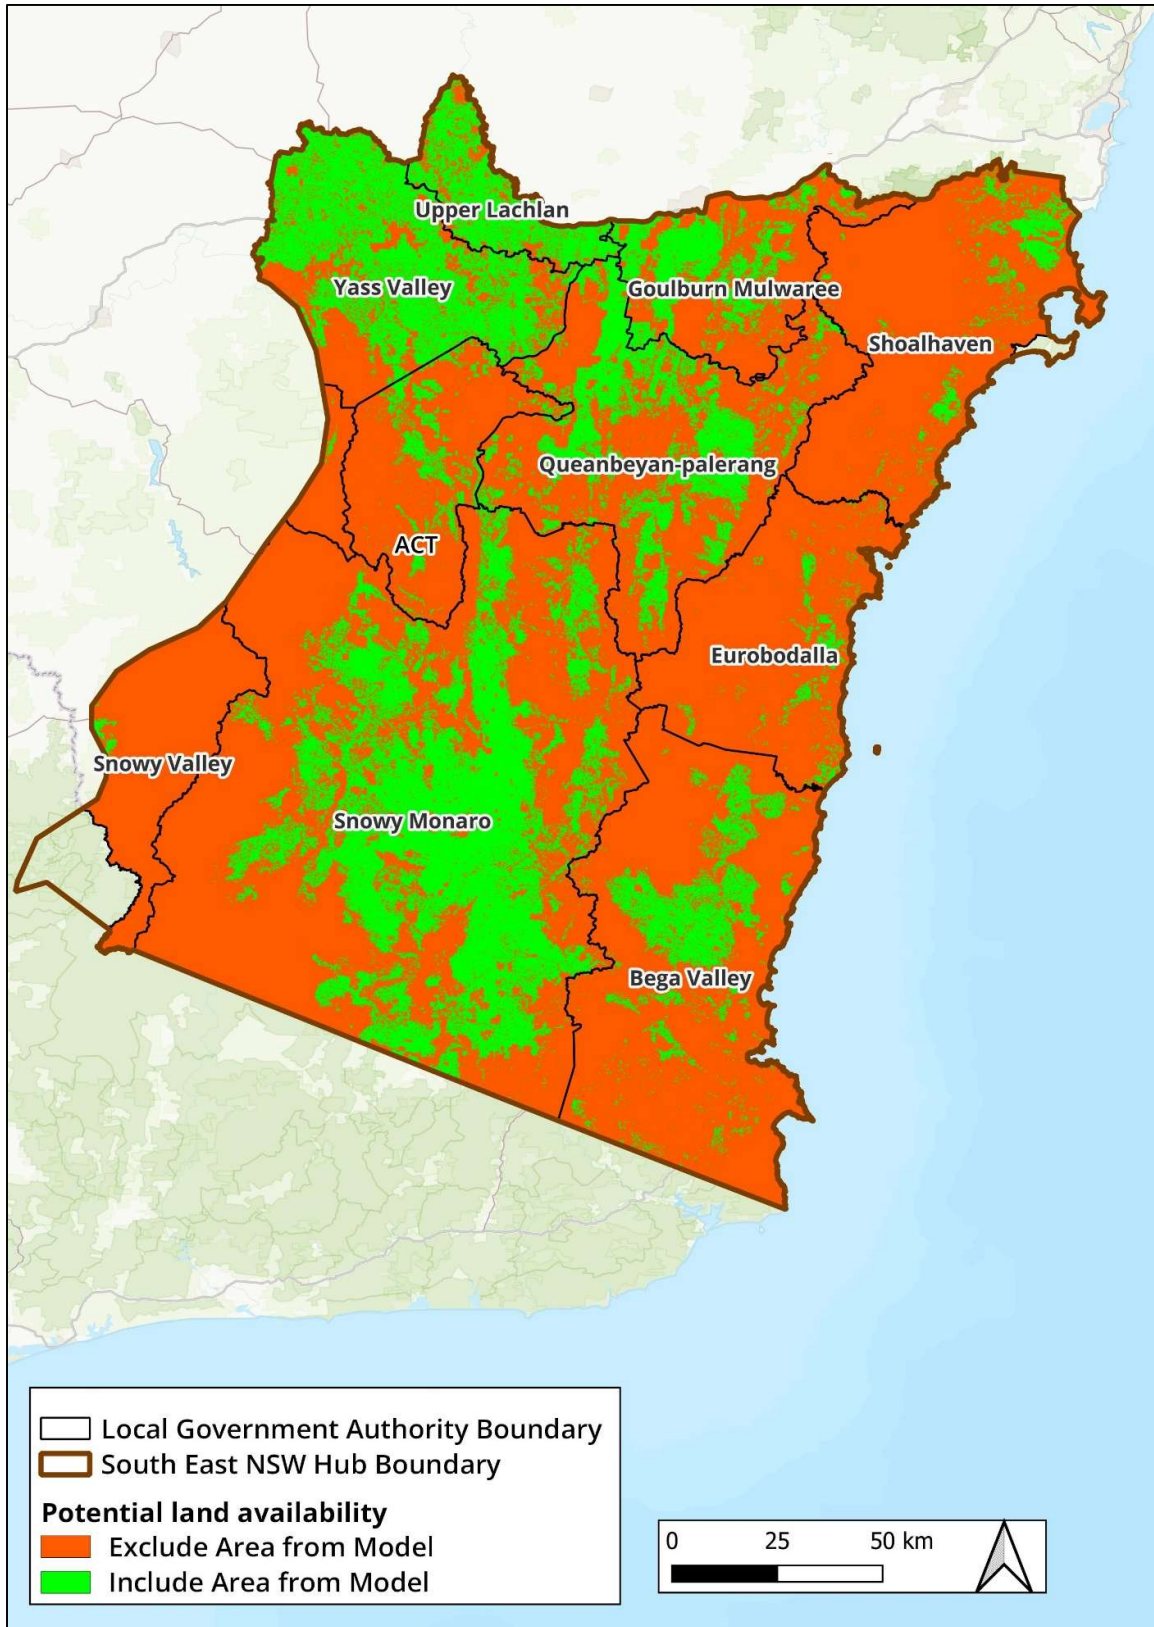 Upper Lachlan
Yass Valley
Goulburn Mulwaree
Shoalhaven
Queanbeyan-palerang
ACT
Eurobodalla
Snowy Valley
Snowy Monaro
Bega Valley
Local Government Authority Boundary
South East NSW Hub Boundary
Potential land availability
Exclude Area from Model
Include Area from Model
0 25 50 km